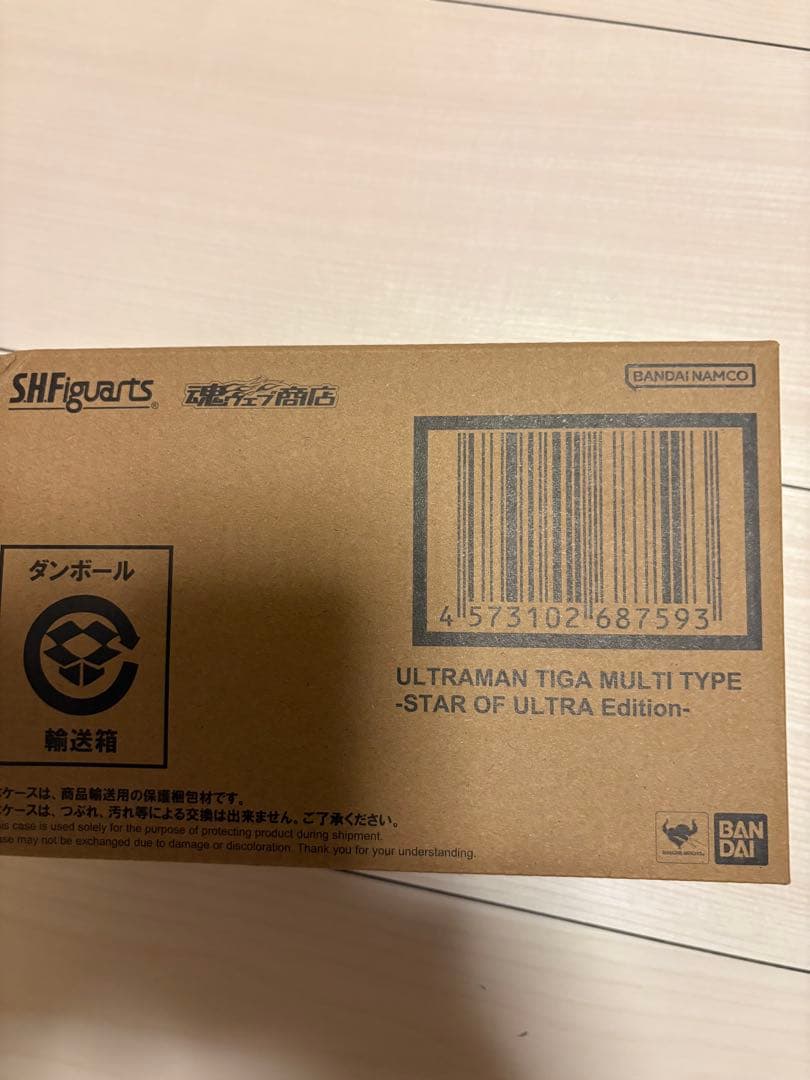 S.H.Figuarts®
魂ウェブ商店
BANDAI NAMCO
4 573102 687593
ULTRAMAN TIGA MULTI TYPE
-STAR OF ULTRA Edition-
ダンボール
輸送箱
ケースは、商品輸送用の保護梱包材です。
ケースは、つぶれ、汚れ等による交換は出来ません。ご了承ください。
is case is used solely for the purpose of protecting product during shipment.
ase may not be exchanged due to damage or discoloration. Thank you for your understanding.
BAN
DAI